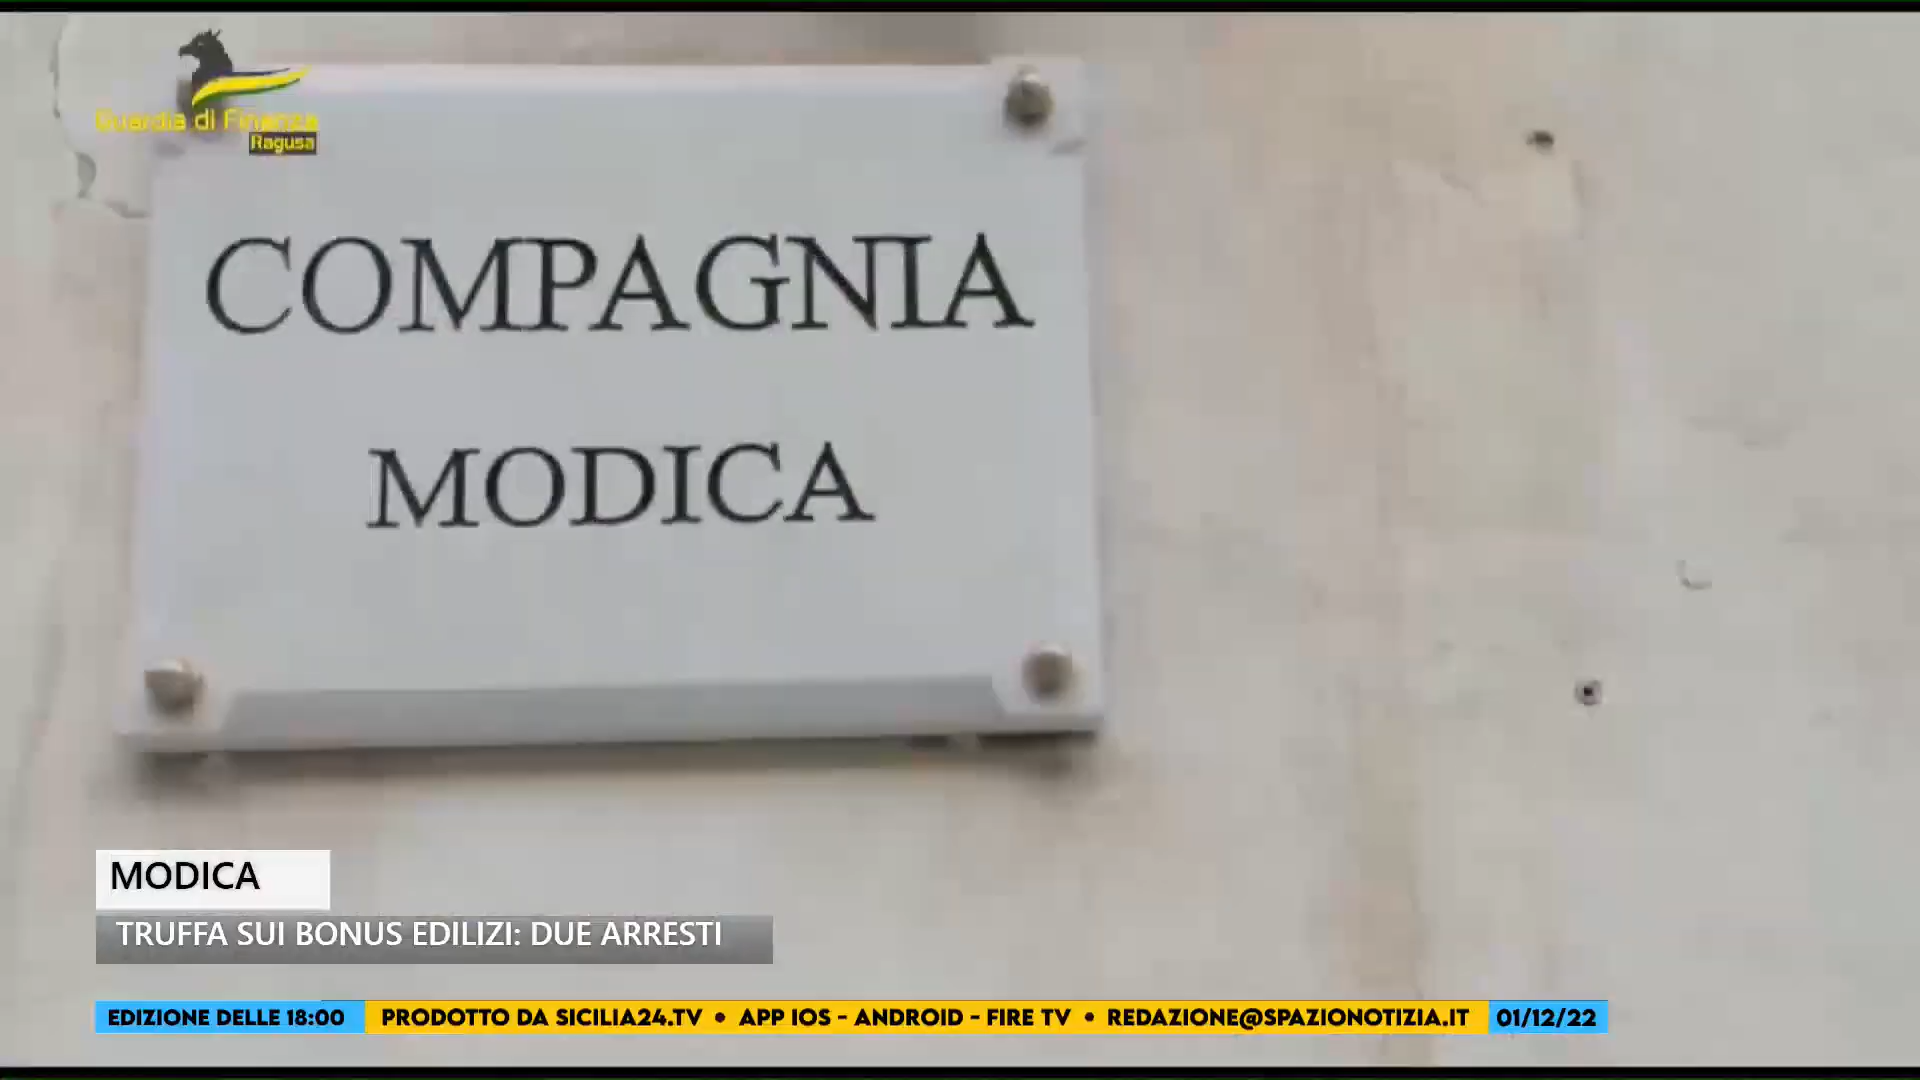 Guardia di Finanza
Ragusa
COMPAGNIA
MODICA
MODICA
TRUFFA SUI BONUS EDILIZI: DUE ARRESTI
EDIZIONE DELLE 18:00 PRODOTTO DA SICILIA24.TV • APP IOS - ANDROID - FIRE TV • REDAZIONE@SPAZIONOTIZIA.IT 01/12/22